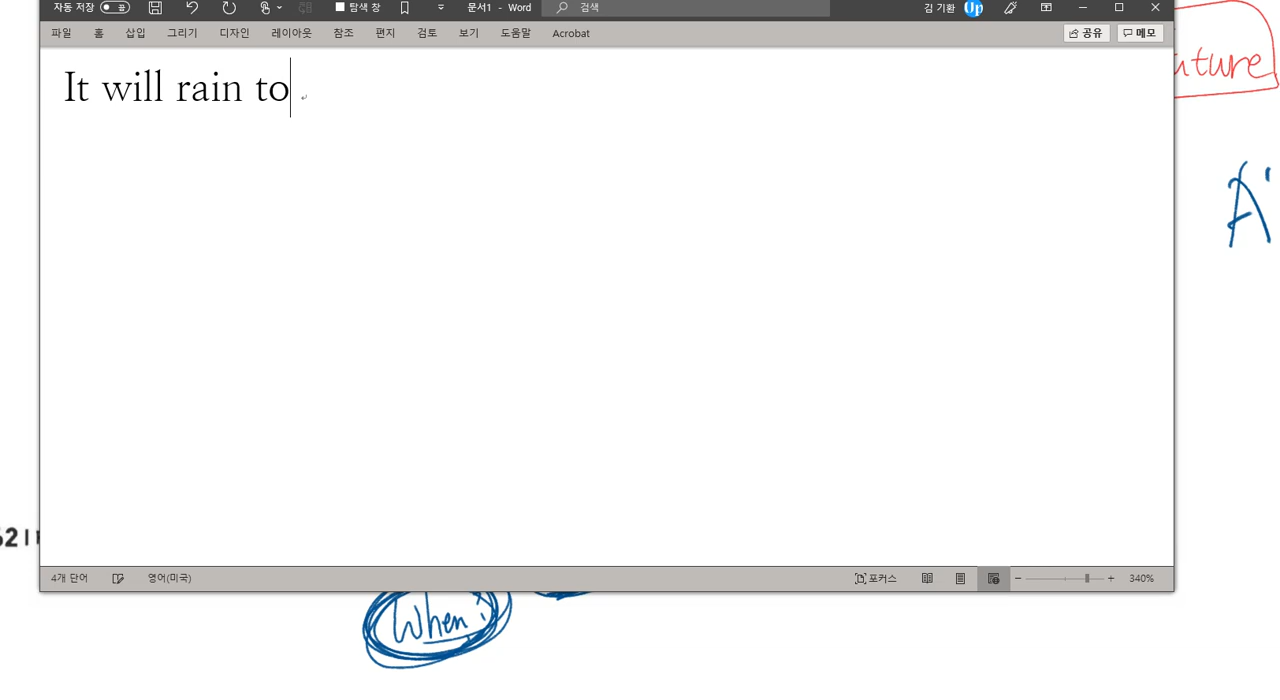 자동 저장 끔 탐색 창 문서1 - Word 검색 김 기환 Up
파일 홈 삽입 그리기 디자인 레이아웃 참조 편지 검토 보기 도움말 Acrobat 공유 메모
It will rain to
4개 단어 영어(미국) 포커스 − + 340%
When?